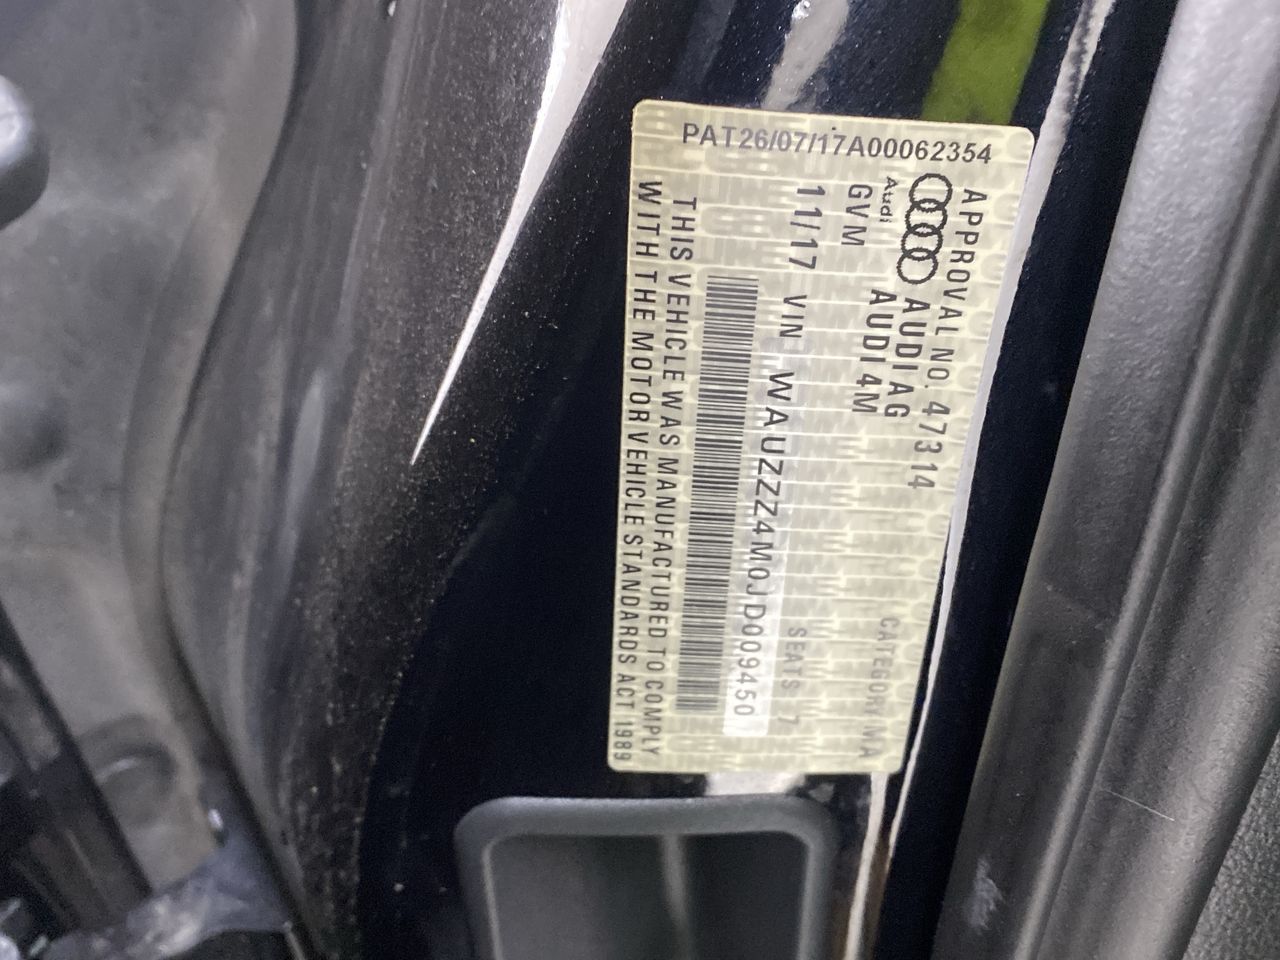 PAT26/07/17A00062354
APPROVAL NO. 47314 CATEGORY MA
Audi AUDI AG
GVM AUDI 4M
11/17 VIN WAUZZZ4M0JD009450 SEATS 7
THIS VEHICLE WAS MANUFACTURED TO COMPLY
WITH THE MOTOR VEHICLE STANDARDS ACT 1989